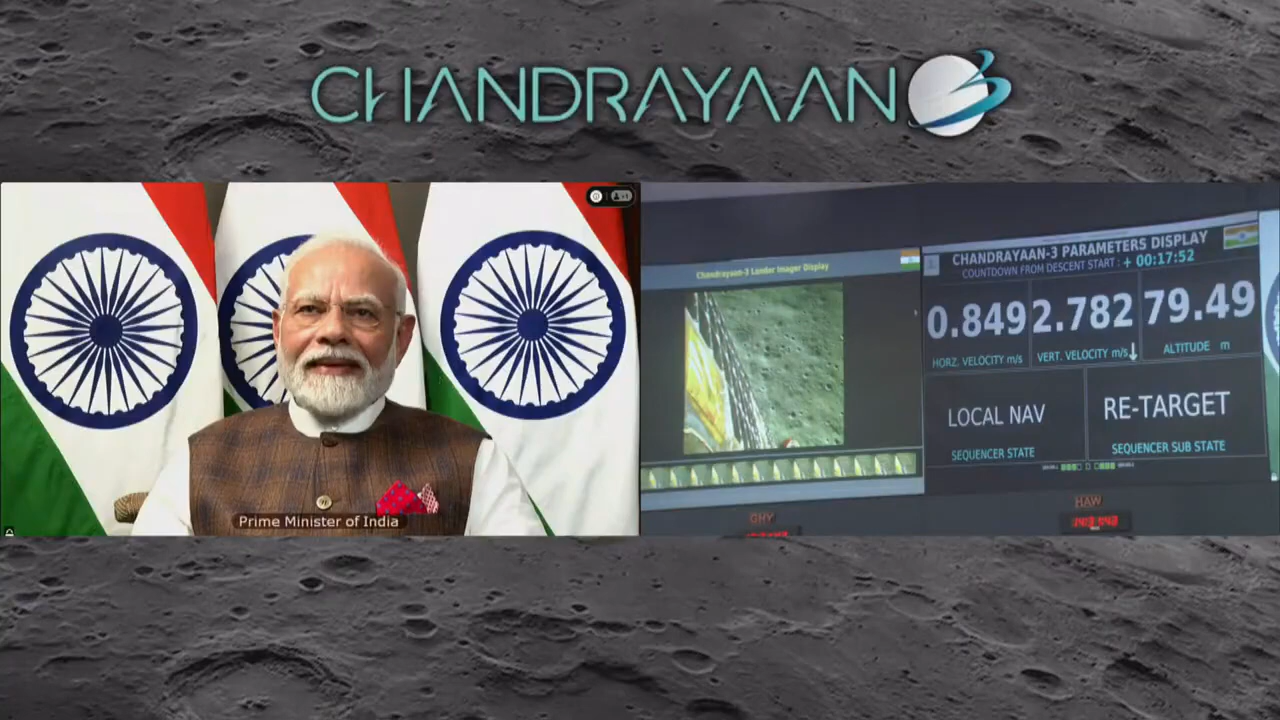 CHANDRAYAAN 3
Prime Minister of India
Chandrayaan-3 Lander Imager Display
CHANDRAYAAN-3 PARAMETERS DISPLAY
COUNTDOWN FROM DESCENT START : + 00:17:52
0.849 2.782 79.49
HORZ. VELOCITY m/s VERT. VELOCITY m/s ALTITUDE m
LOCAL NAV RE-TARGET
SEQUENCER STATE SEQUENCER SUB STATE
GHY HAW